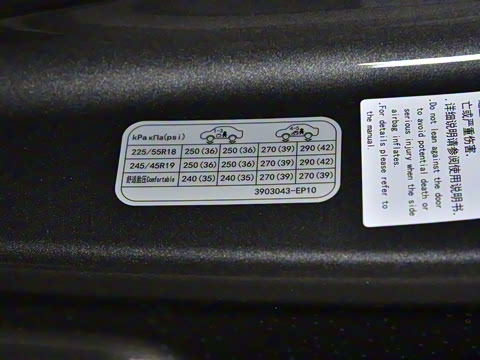 kPa кПа(psi)
225/55R18 250(36) 250(36) 270(39) 290(42)
245/45R19 250(36) 250(36) 270(39) 290(42)
舒适胎压Comfortable 240(35) 240(35) 270(39) 270(39)
3903043-EP10
亡或严重伤害.
.详细说明请参阅使用说明书.
.Do not lean against the door
to avoid potential death or
serious injury when the side
airbag inflates.
.For details please refer to
the manual.